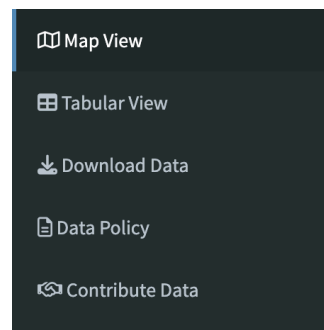 Map View
Tabular View
Download Data
Data Policy
Contribute Data